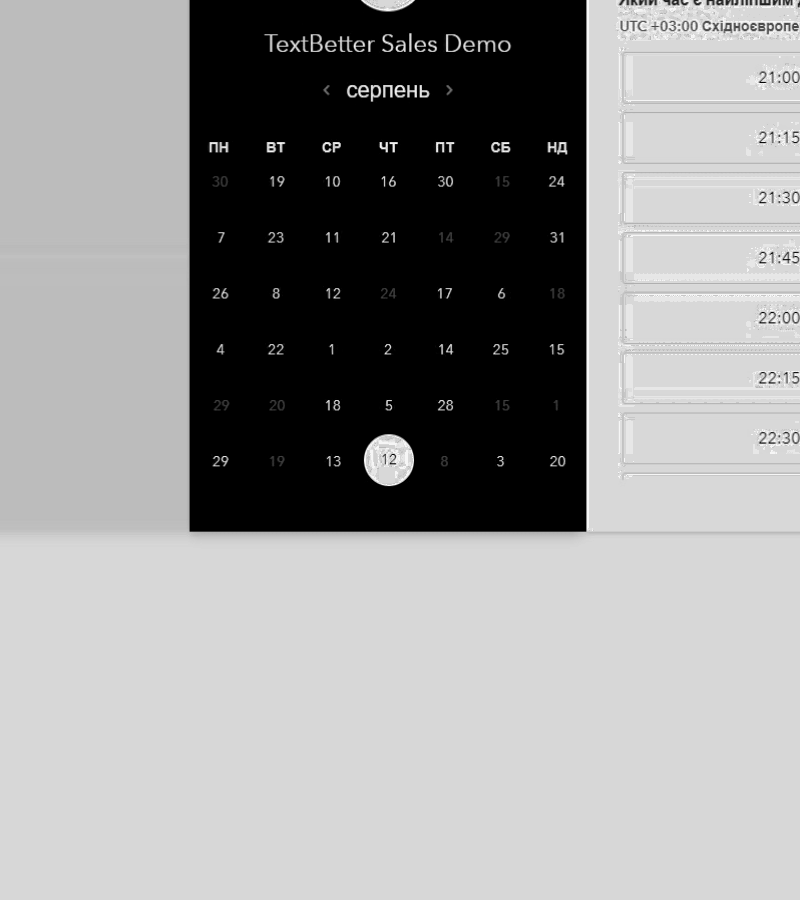 TextBetter Sales Demo
‹ серпень ›
ПН ВТ СР ЧТ ПТ СБ НД
30 19 10 16 30 15 24
7 23 11 21 14 29 31
26 8 12 24 17 6 18
4 22 1 2 14 25 15
29 20 18 5 28 15 1
29 19 13 12 8 3 20
Який час є найліпшим
UTC +03:00 Східноєвропе
21:00
21:15
21:30
21:45
22:00
22:15
22:30